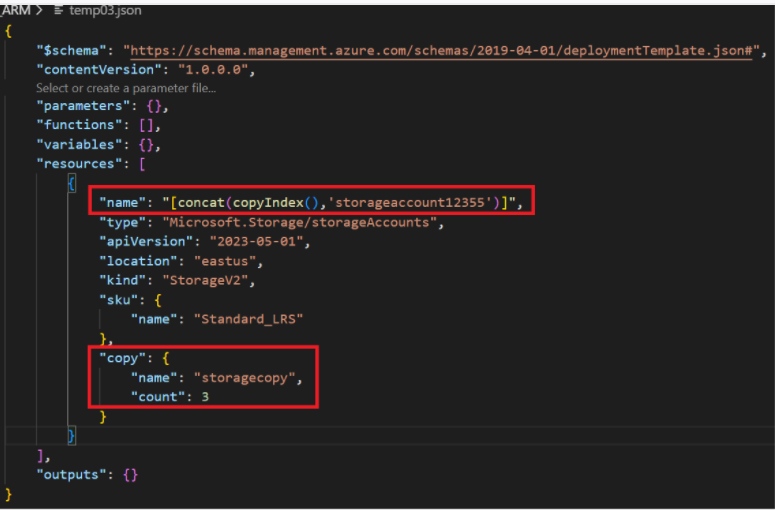 _ARM > temp03.json
{
"$schema": "https://schema.management.azure.com/schemas/2019-04-01/deploymentTemplate.json#",
"contentVersion": "1.0.0.0",
Select or create a parameter file...
"parameters": {},
"functions": [],
"variables": {},
"resources": [
{
"name": "[concat(copyIndex(),'storageaccount12355')]",
"type": "Microsoft.Storage/storageAccounts",
"apiVersion": "2023-05-01",
"location": "eastus",
"kind": "StorageV2",
"sku": {
"name": "Standard_LRS"
},
"copy": {
"name": "storagecopy",
"count": 3
}
}
],
"outputs": {}
}